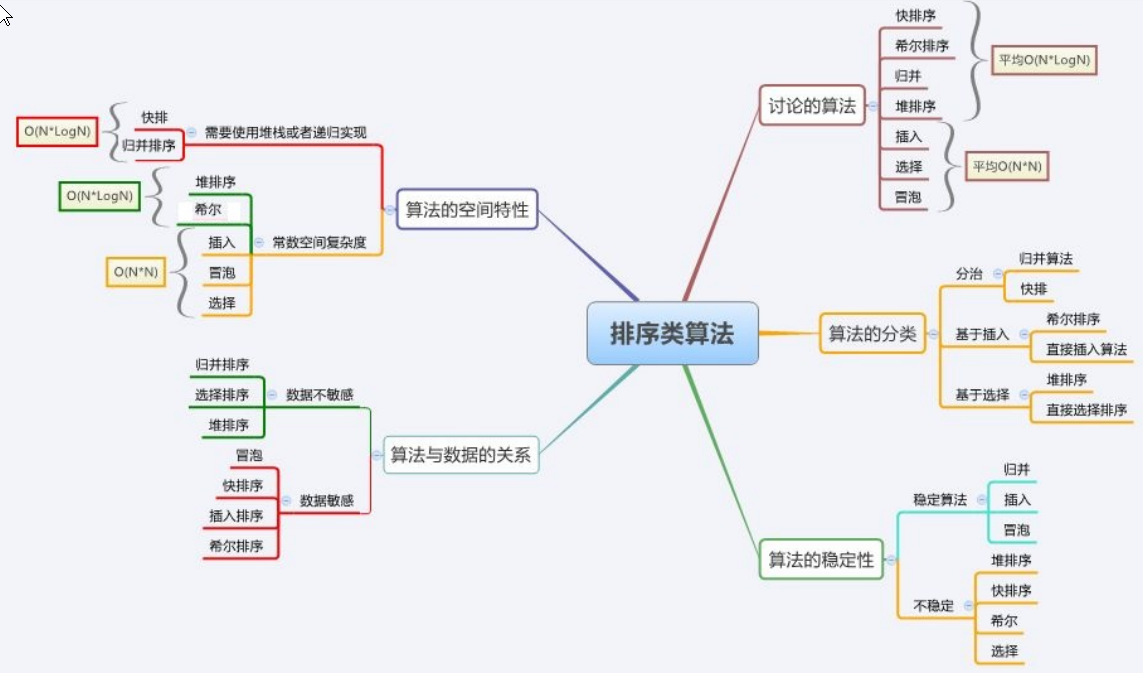 排序类算法
讨论的算法
快排序
希尔排序
归并
堆排序
平均O(N*LogN)
插入
选择
冒泡
平均O(N*N)
算法的分类
分治
归并算法
快排
基于插入
希尔排序
直接插入算法
基于选择
堆排序
直接选择排序
算法的稳定性
稳定算法
归并
插入
冒泡
不稳定
堆排序
快排序
希尔
选择
算法的空间特性
需要使用堆栈或者递归实现
快排
归并排序
O(N*LogN)
常数空间复杂度
堆排序
希尔
O(N*LogN)
插入
冒泡
选择
O(N*N)
算法与数据的关系
数据不敏感
归并排序
选择排序
堆排序
数据敏感
冒泡
快排序
插入排序
希尔排序